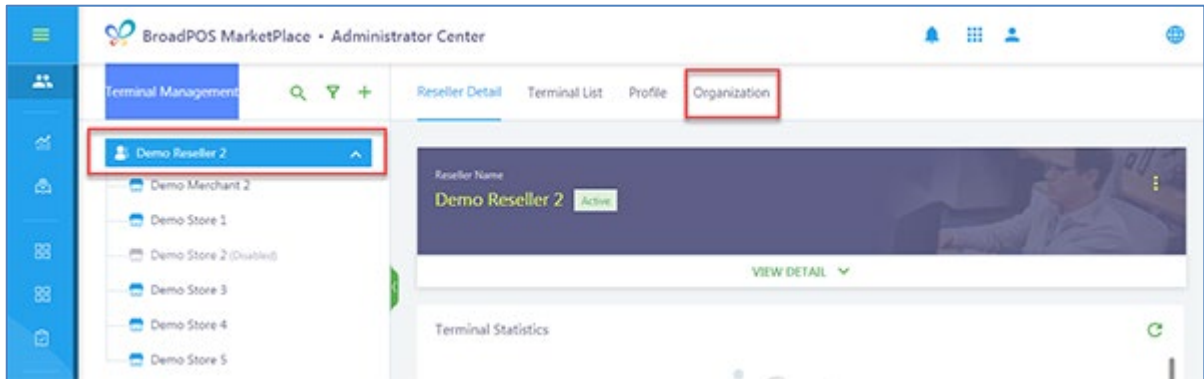 BroadPOS MarketPlace • Administrator Center
Terminal Management
Reseller Detail Terminal List Profile Organization
Demo Reseller 2
Demo Merchant 2
Demo Store 1
Demo Store 2 (Disabled)
Demo Store 3
Demo Store 4
Demo Store 5
Reseller Name
Demo Reseller 2 Active
VIEW DETAIL
Terminal Statistics